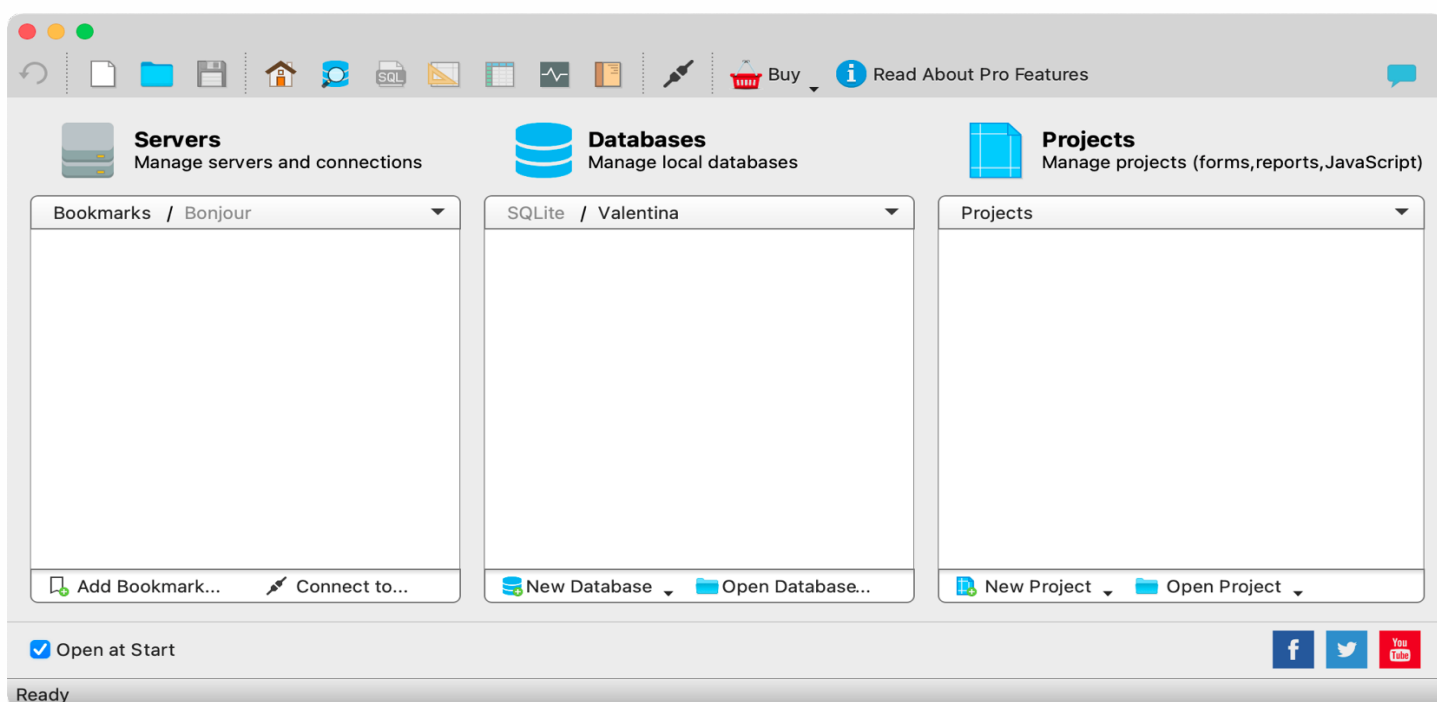 SQL
Buy
Read About Pro Features
Servers
Manage servers and connections
Databases
Manage local databases
Projects
Manage projects (forms,reports,JavaScript)
Bookmarks / Bonjour
SQLite / Valentina
Projects
Add Bookmark...
Connect to...
New Database
Open Database...
New Project
Open Project
Open at Start
f
You
Tube
Ready